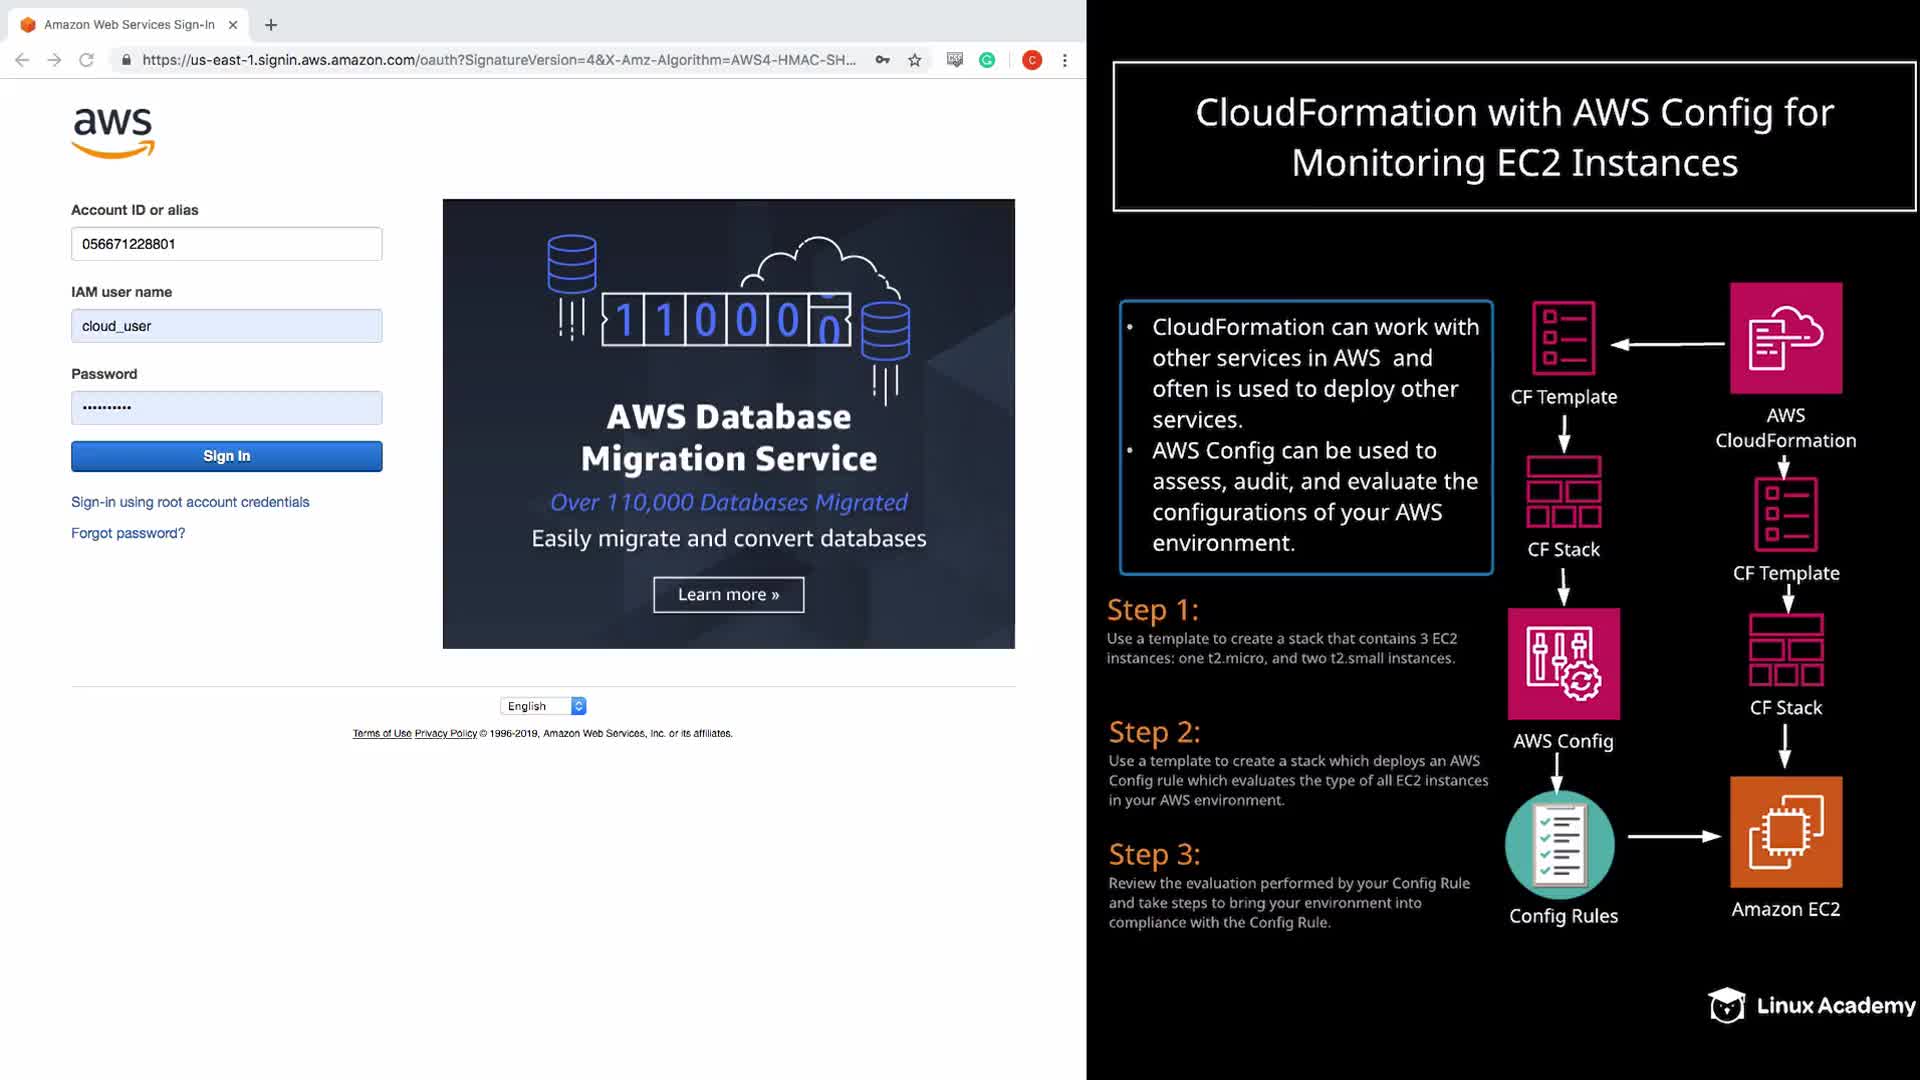 Amazon Web Services Sign-In
https://us-east-1.signin.aws.amazon.com/oauth?SignatureVersion=4&X-Amz-Algorithm=AWS4-HMAC-SH...
C
aws
Account ID or alias
056671228801
IAM user name
cloud_user
Password
••••••••••
Sign In
Sign-in using root account credentials
Forgot password?
110000
AWS Database
Migration Service
Over 110,000 Databases Migrated
Easily migrate and convert databases
Learn more »
English
Terms of Use Privacy Policy © 1996-2019, Amazon Web Services, Inc. or its affiliates.
CloudFormation with AWS Config for
Monitoring EC2 Instances
• CloudFormation can work with
other services in AWS and
often is used to deploy other
services.
• AWS Config can be used to
assess, audit, and evaluate the
configurations of your AWS
environment.
Step 1:
Use a template to create a stack that contains 3 EC2
instances: one t2.micro, and two t2.small instances.
Step 2:
Use a template to create a stack which deploys an AWS
Config rule which evaluates the type of all EC2 instances
in your AWS environment.
Step 3:
Review the evaluation performed by your Config Rule
and take steps to bring your environment into
compliance with the Config Rule.
CF Template
CF Stack
AWS Config
Config Rules
AWS
CloudFormation
CF Template
CF Stack
Amazon EC2
Linux Academy